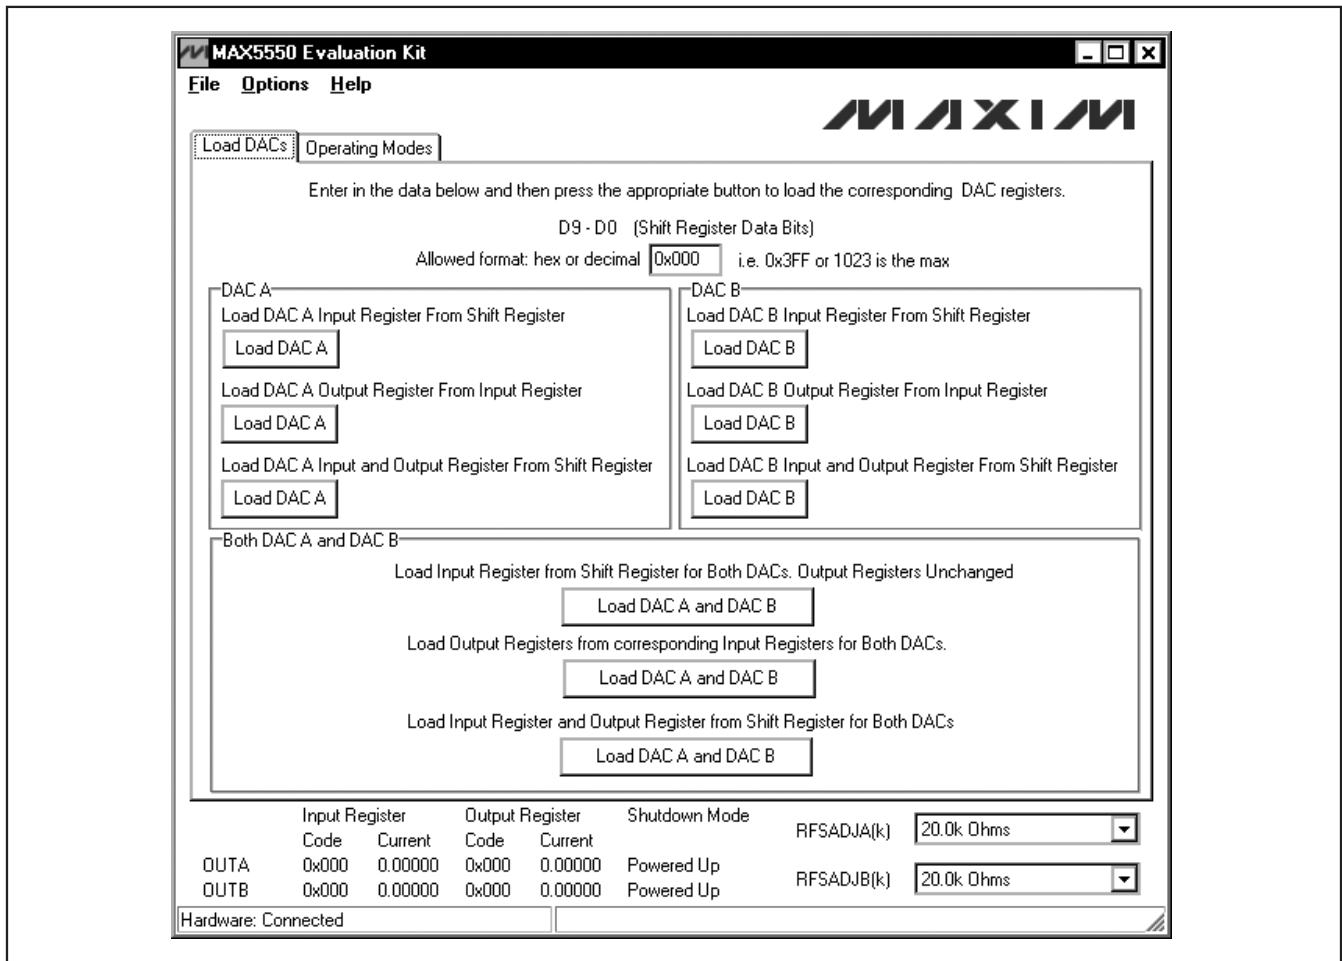 MAX5550 Evaluation Kit
File Options Help
MAXIM
Load DACs Operating Modes
Enter in the data below and then press the appropriate button to load the corresponding DAC registers.
D9 - D0 (Shift Register Data Bits)
Allowed format: hex or decimal 0x000 i.e. 0x3FF or 1023 is the max
DAC A
Load DAC A Input Register From Shift Register
Load DAC A
Load DAC A Output Register From Input Register
Load DAC A
Load DAC A Input and Output Register From Shift Register
Load DAC A
DAC B
Load DAC B Input Register From Shift Register
Load DAC B
Load DAC B Output Register From Input Register
Load DAC B
Load DAC B Input and Output Register From Shift Register
Load DAC B
Both DAC A and DAC B
Load Input Register from Shift Register for Both DACs. Output Registers Unchanged
Load DAC A and DAC B
Load Output Registers from corresponding Input Registers for Both DACs.
Load DAC A and DAC B
Load Input Register and Output Register from Shift Register for Both DACs
Load DAC A and DAC B
Input Register Output Register Shutdown Mode
Code Current Code Current
OUTA 0x000 0.00000 0x000 0.00000 Powered Up
OUTB 0x000 0.00000 0x000 0.00000 Powered Up
RFSADJA(k) 20.0k Ohms
RFSADJB(k) 20.0k Ohms
Hardware: Connected